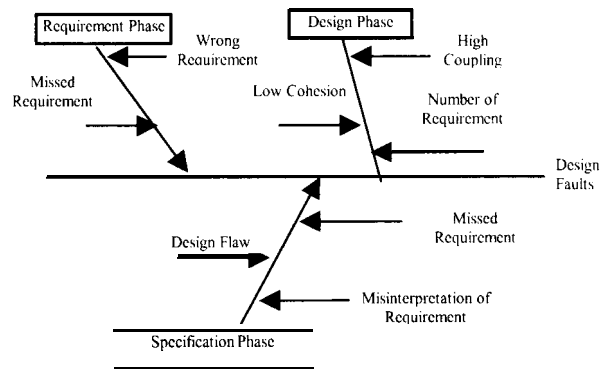 Requirement Phase
Design Phase
Wrong
Requirement
High
Coupling
Missed
Requirement
Low Cohesion
Number of
Requirement
Design
Faults
Missed
Requirement
Design Flaw
Misinterpretation of
Requirement
Specification Phase